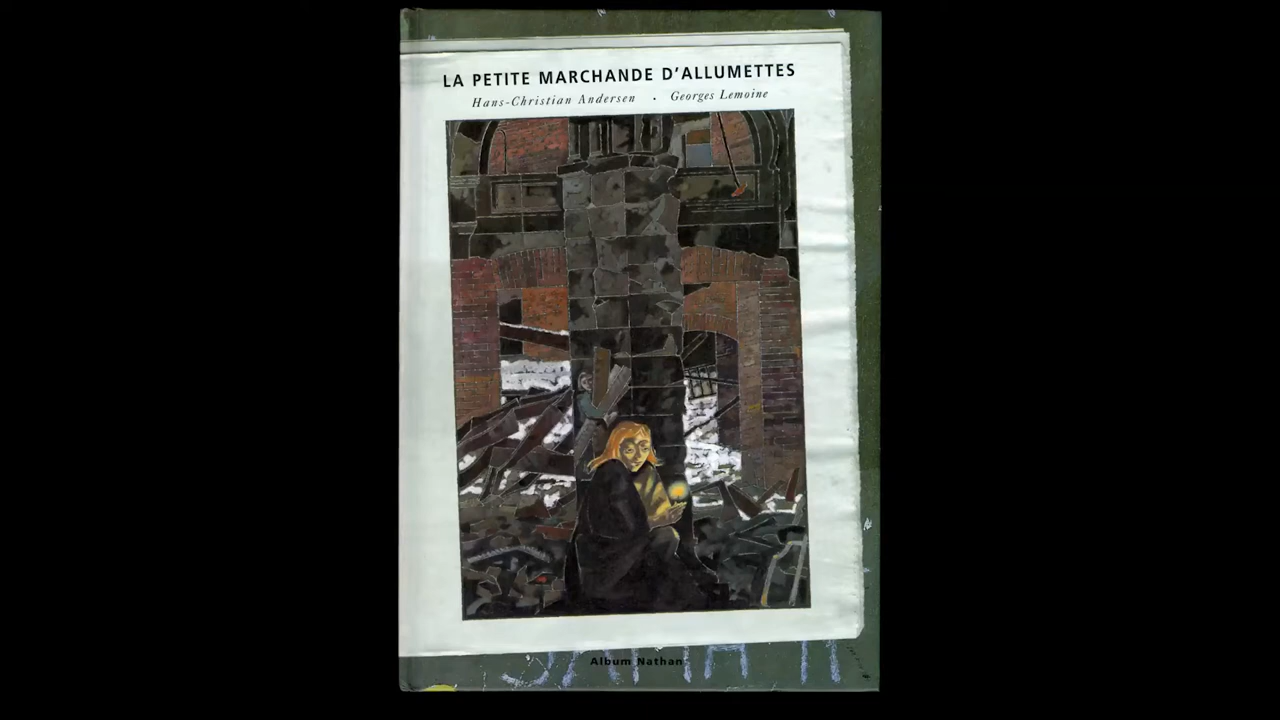 LA PETITE MARCHANDE D'ALLUMETTES
Hans-Christian Andersen . Georges Lemoine
Album Nathan